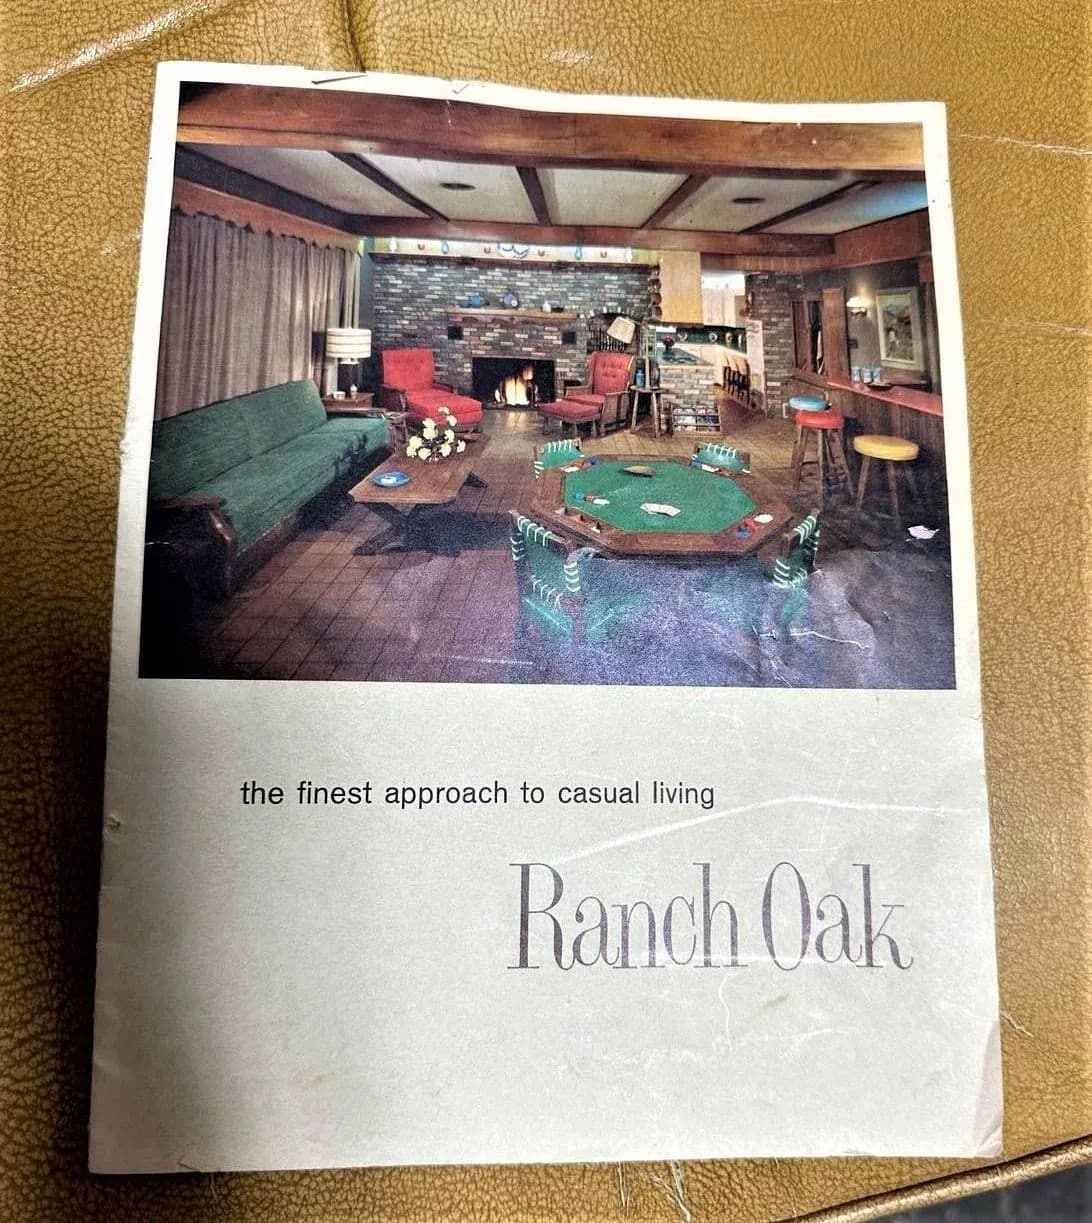 the finest approach to casual living
Ranch Oak